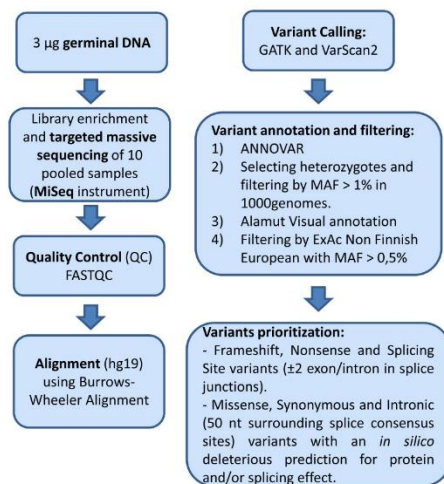 3 µg germinal DNA
Library enrichment
and targeted massive
sequencing of 10
pooled samples
(MiSeq instrument)
Quality Control (QC)
FASTQC
Alignment (hg19)
using Burrows-
Wheeler Alignment
Variant Calling:
GATK and VarScan2
Variant annotation and filtering:
1) ANNOVAR
2) Selecting heterozygotes and
filtering by MAF > 1% in
1000genomes.
3) Alamut Visual annotation
4) Filtering by ExAc Non Finnish
European with MAF > 0,5%
Variants prioritization:
- Frameshift, Nonsense and Splicing
Site variants (±2 exon/intron in splice
junctions).
- Missense, Synonymous and Intronic
(50 nt surrounding splice consensus
sites) variants with an in silico
deleterious prediction for protein
and/or splicing effect.